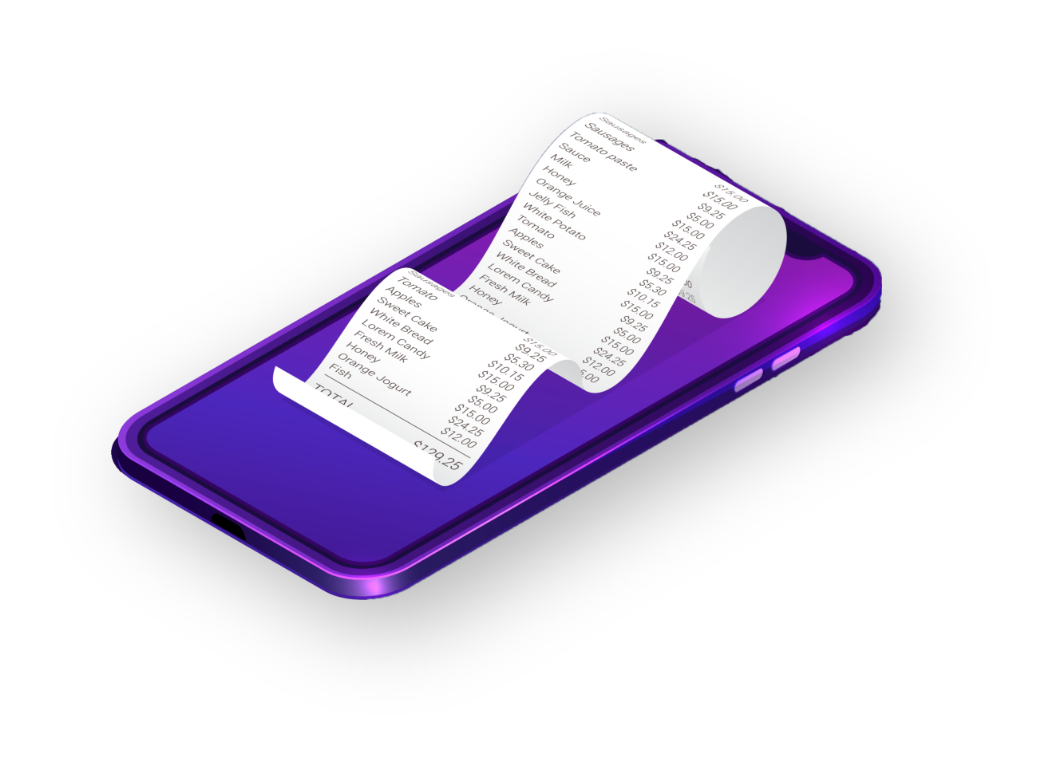 Sausages
Sausages
Tomato paste
Sauce
Milk
Honey
Orange Juice
Jelly Fish
White Potato
Tomato
Apples
Sweet Cake
White Bread
Lorem Candy
Fresh Milk
Honey
Orange Jogurt
$15.00
$15.00
$9.25
$5.00
$15.00
$24.25
$12.00
$15.00
$9.25
$5.30
$10.15
$15.00
$9.25
$5.00
$15.00
$24.25
$12.00
5.00
Sausages $15.00
Tomato $9.25
Apples $5.30
Sweet Cake $10.15
White Bread $15.00
Lorem Candy $9.25
Fresh Milk $5.00
Honey $15.00
Orange Jogurt $24.25
Fish $12.00
TOTAL $129.25